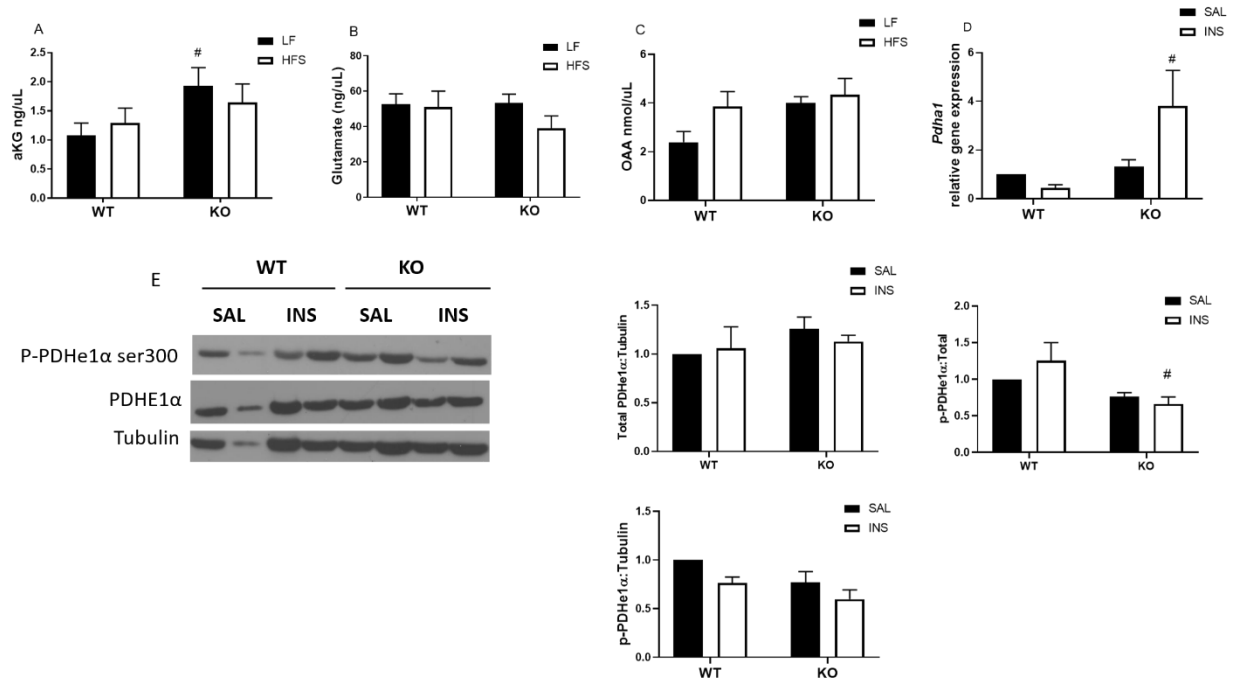 A
aKG ng/uL
2.5
2.0
1.5
1.0
0.5
0.0
#
LF
HFS
WT KO
B
Glutamate (ng/uL)
80
60
40
20
0
LF
HFS
WT KO
C
OAA nmol/uL
6
4
2
0
LF
HFS
WT KO
D
Pdha1
relative gene expression
6
4
2
0
#
SAL
INS
WT KO
E
WT KO
SAL INS SAL INS
P-PDHe1α ser300
PDHE1α
Tubulin
Total PDHe1α:Tubulin
1.5
1.0
0.5
0.0
SAL
INS
WT KO
p-PDHe1α:Total
2.0
1.5
1.0
0.5
0.0
#
SAL
INS
WT KO
p-PDHe1α:Tubulin
1.5
1.0
0.5
0.0
SAL
INS
WT KO